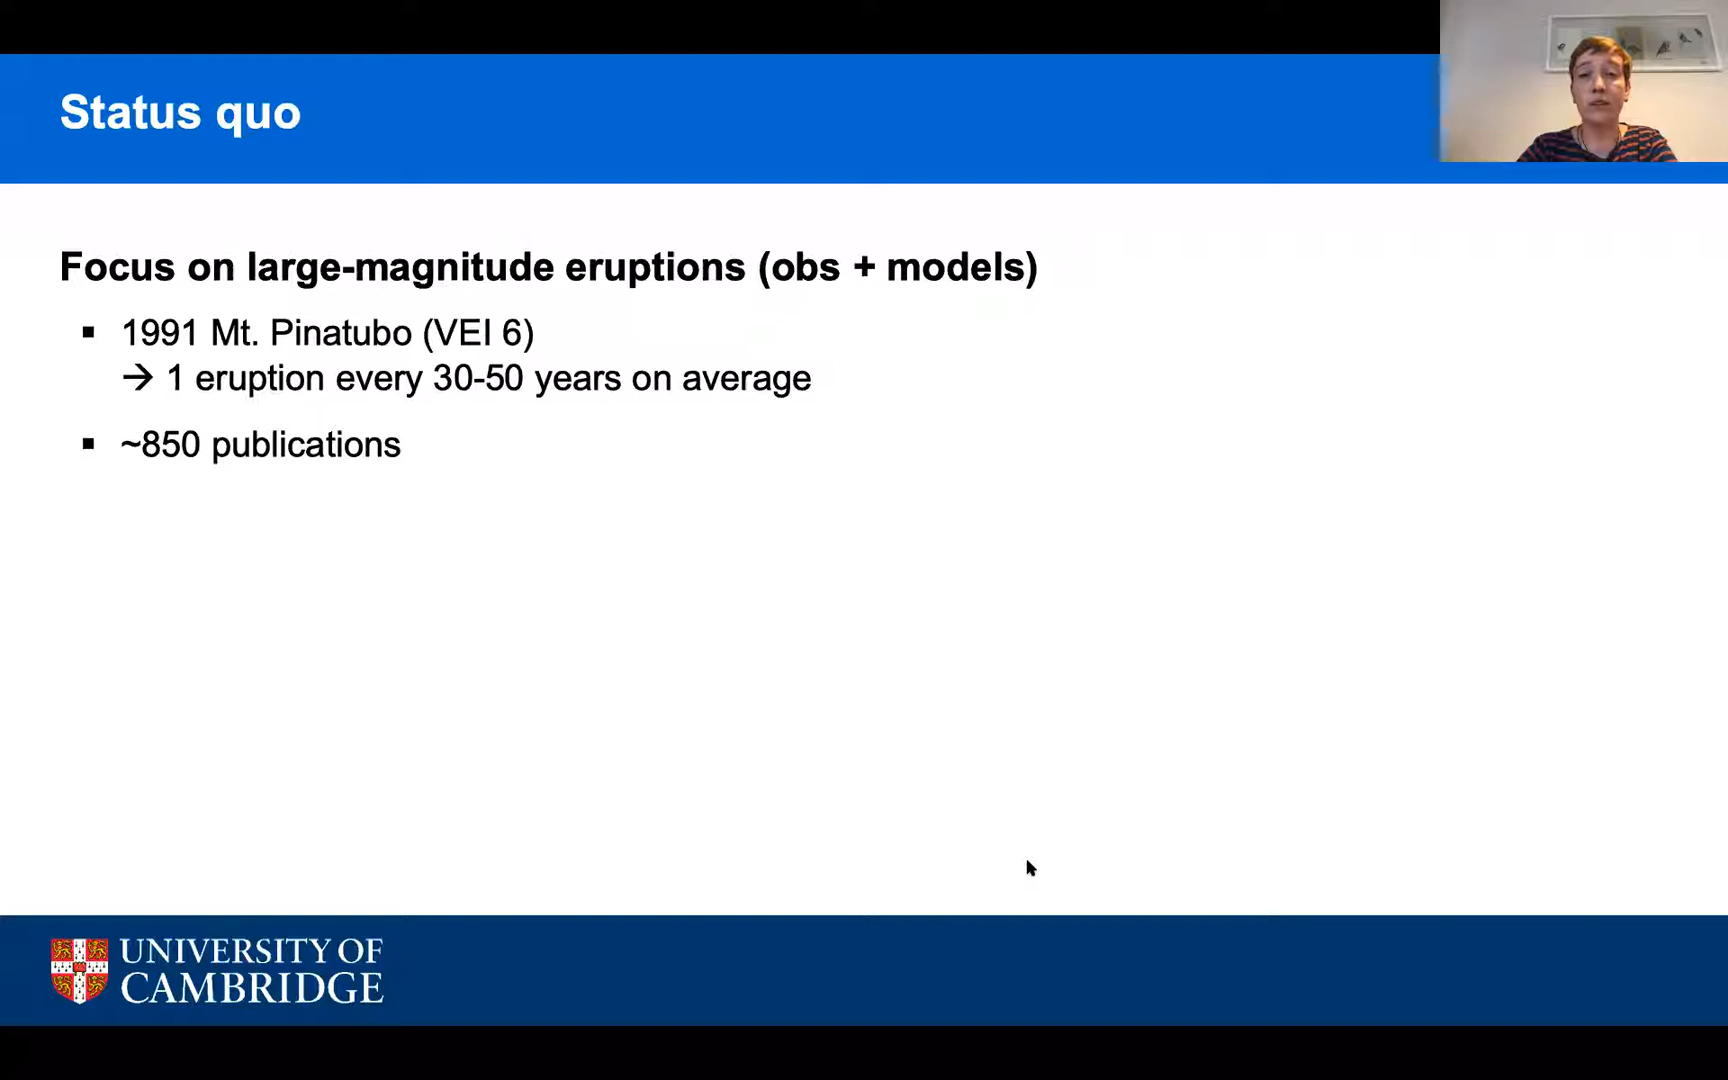 Status quo
Focus on large-magnitude eruptions (obs + models)
▪ 1991 Mt. Pinatubo (VEI 6)
→ 1 eruption every 30-50 years on average
▪ ~850 publications
UNIVERSITY OF
CAMBRIDGE